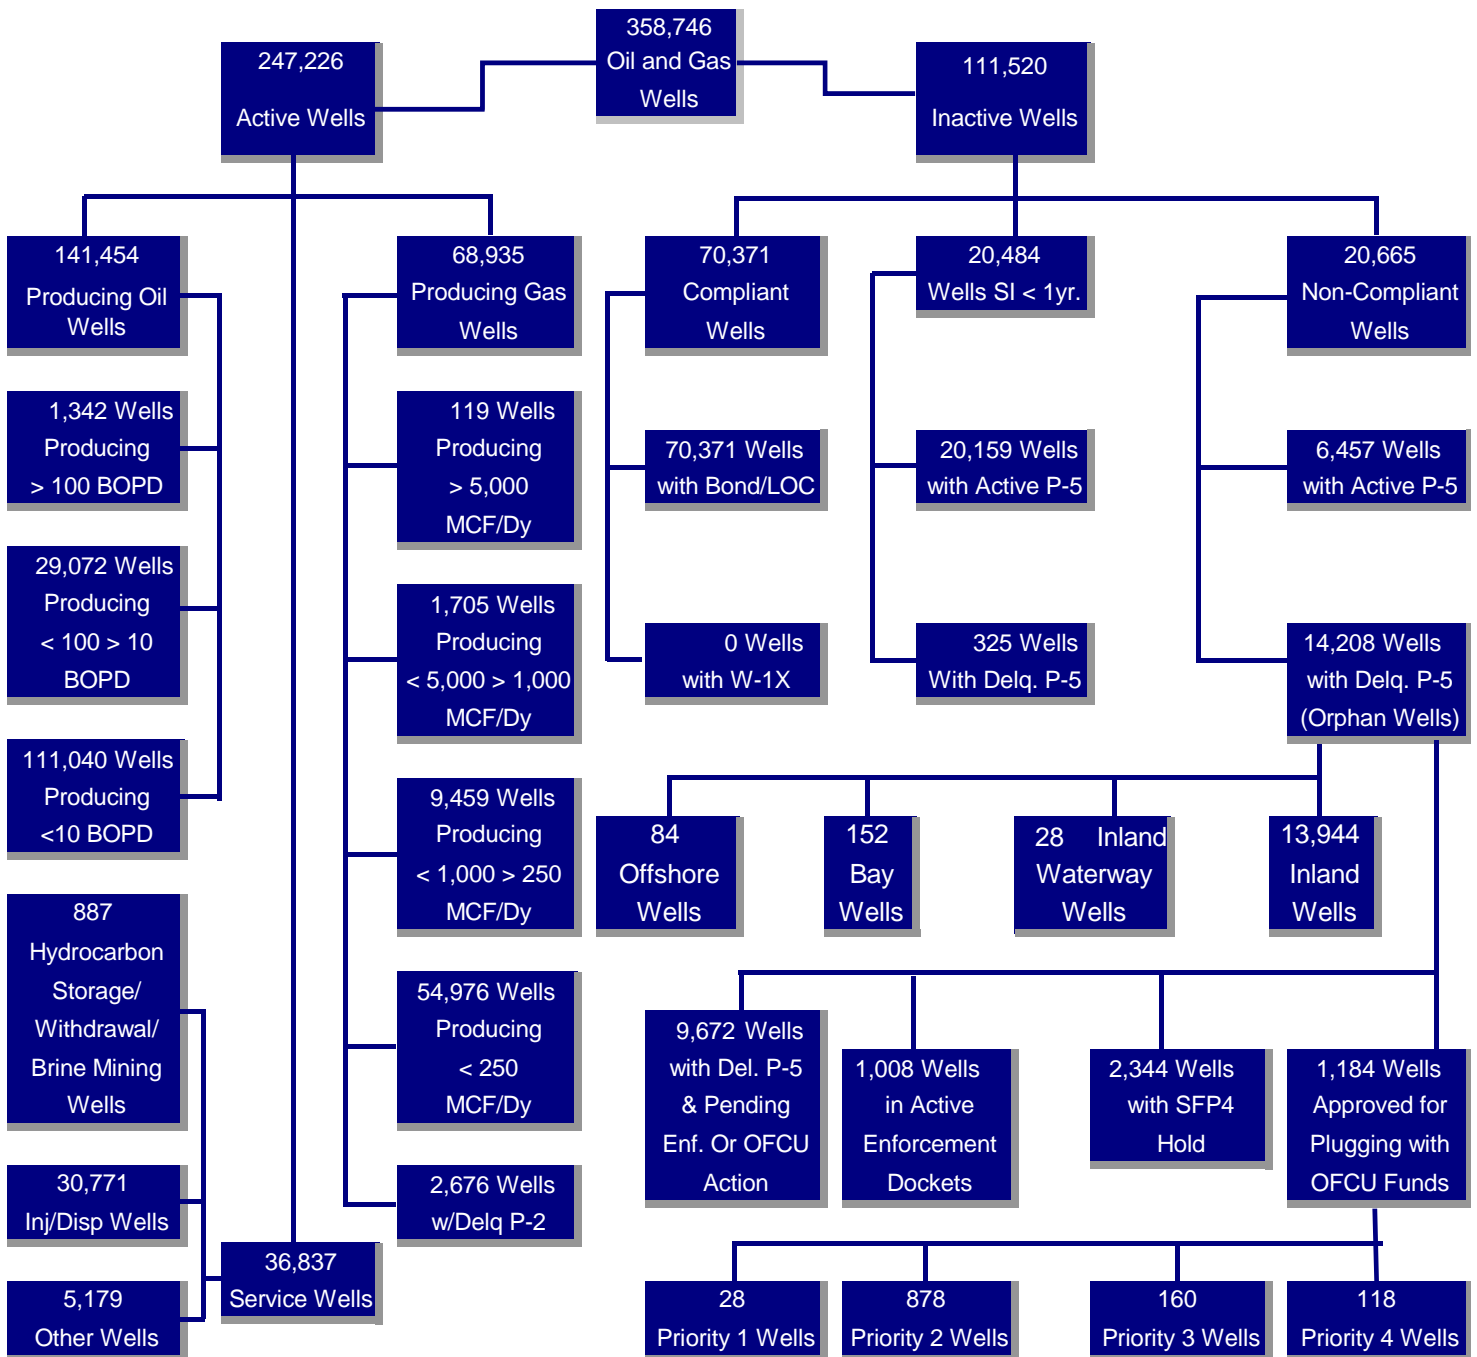 358,746
Oil and Gas
Wells
247,226
Active Wells
111,520
Inactive Wells
141,454
Producing Oil
Wells
68,935
Producing Gas
Wells
70,371
Compliant
Wells
20,484
Wells SI < 1yr.
20,665
Non-Compliant
Wells
1,342 Wells
Producing
> 100 BOPD
119 Wells
Producing
> 5,000
MCF/Dy
70,371 Wells
with Bond/LOC
20,159 Wells
with Active P-5
6,457 Wells
with Active P-5
29,072 Wells
Producing
< 100 > 10
BOPD
1,705 Wells
Producing
< 5,000 > 1,000
MCF/Dy
0 Wells
with W-1X
325 Wells
With Delq. P-5
14,208 Wells
with Delq. P-5
(Orphan Wells)
111,040 Wells
Producing
<10 BOPD
9,459 Wells
Producing
< 1,000 > 250
MCF/Dy
84
Offshore
Wells
152
Bay
Wells
28 Inland
Waterway
Wells
13,944
Inland
Wells
887
Hydrocarbon
Storage/
Withdrawal/
Brine Mining
Wells
54,976 Wells
Producing
< 250
MCF/Dy
9,672 Wells
with Del. P-5
& Pending
Enf. Or OFCU
Action
1,008 Wells
in Active
Enforcement
Dockets
2,344 Wells
with SFP4
Hold
1,184 Wells
Approved for
Plugging with
OFCU Funds
30,771
Inj/Disp Wells
2,676 Wells
w/Delq P-2
36,837
Service Wells
5,179
Other Wells
28
Priority 1 Wells
878
Priority 2 Wells
160
Priority 3 Wells
118
Priority 4 Wells